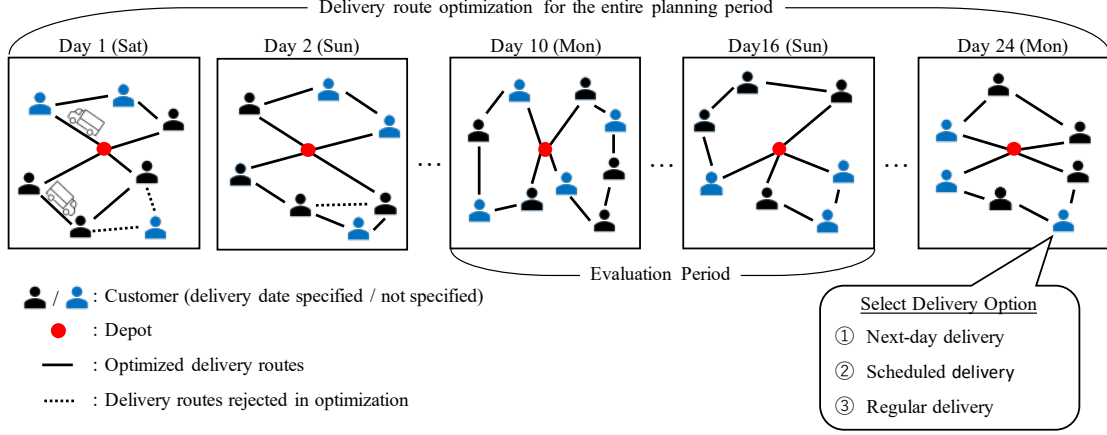 Delivery route optimization for the entire planning period
Day 1 (Sat)
Day 2 (Sun)
Day 10 (Mon)
Day16 (Sun)
Day 24 (Mon)
...
...
...
Evaluation Period
/ : Customer (delivery date specified / not specified)
: Depot
: Optimized delivery routes
: Delivery routes rejected in optimization
Select Delivery Option
① Next-day delivery
② Scheduled delivery
③ Regular delivery